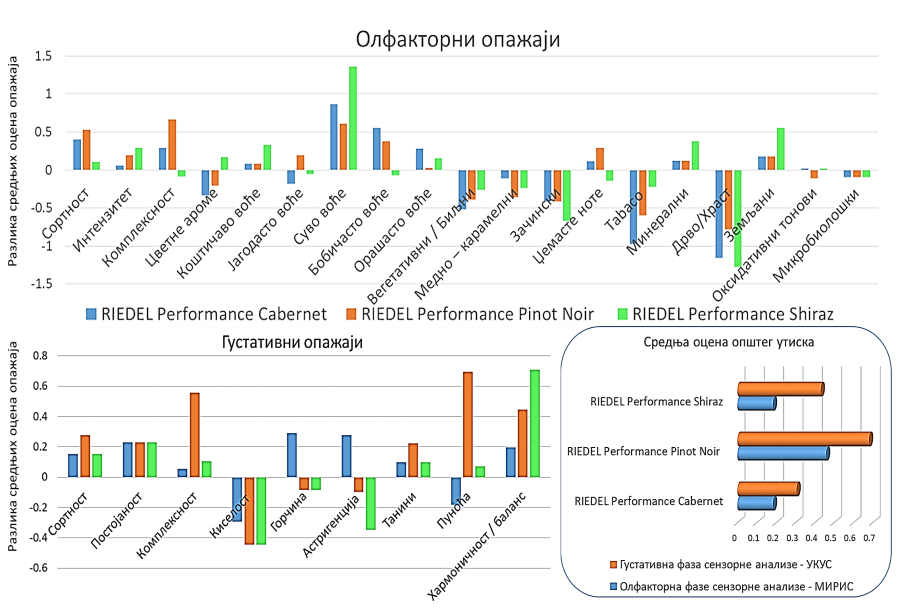 Олфакторни опажаји
Разлика средњих оцена опажаја
1.5
1
0.5
0
-0.5
-1
-1.5
Сортност
Интензитет
Комплексност
Цветне ароме
Коштичаво воће
Јагодасто воће
Суво воће
Бобичасто воће
Орашасто воће
Вегетативни / Биљни
Медно – карамелни
Зачински
Џемасте ноте
Tabaco
Минерални
Дрво/Храст
Земљани
Оксидативни тонови
Микробиолошки
RIEDEL Performance Cabernet
RIEDEL Performance Pinot Noir
RIEDEL Performance Shiraz
Густативни опажаји
Разлина средњих оцена опажаја
0.8
0.6
0.4
0.2
0
-0.2
-0.4
-0.6
Сортност
Постојаност
Комплексност
Киселост
Горчина
Астригенција
Танини
Пуноћа
Хармоничност / баланс
Средња оцена општег утиска
RIEDEL Performance Shiraz
RIEDEL Performance Pinot Noir
RIEDEL Performance Cabernet
0 0.1 0.2 0.3 0.4 0.5 0.6 0.7
Густативна фаза сензорне анализе - УКУС
Олфакторна фазе сензорне анализе - МИРИС